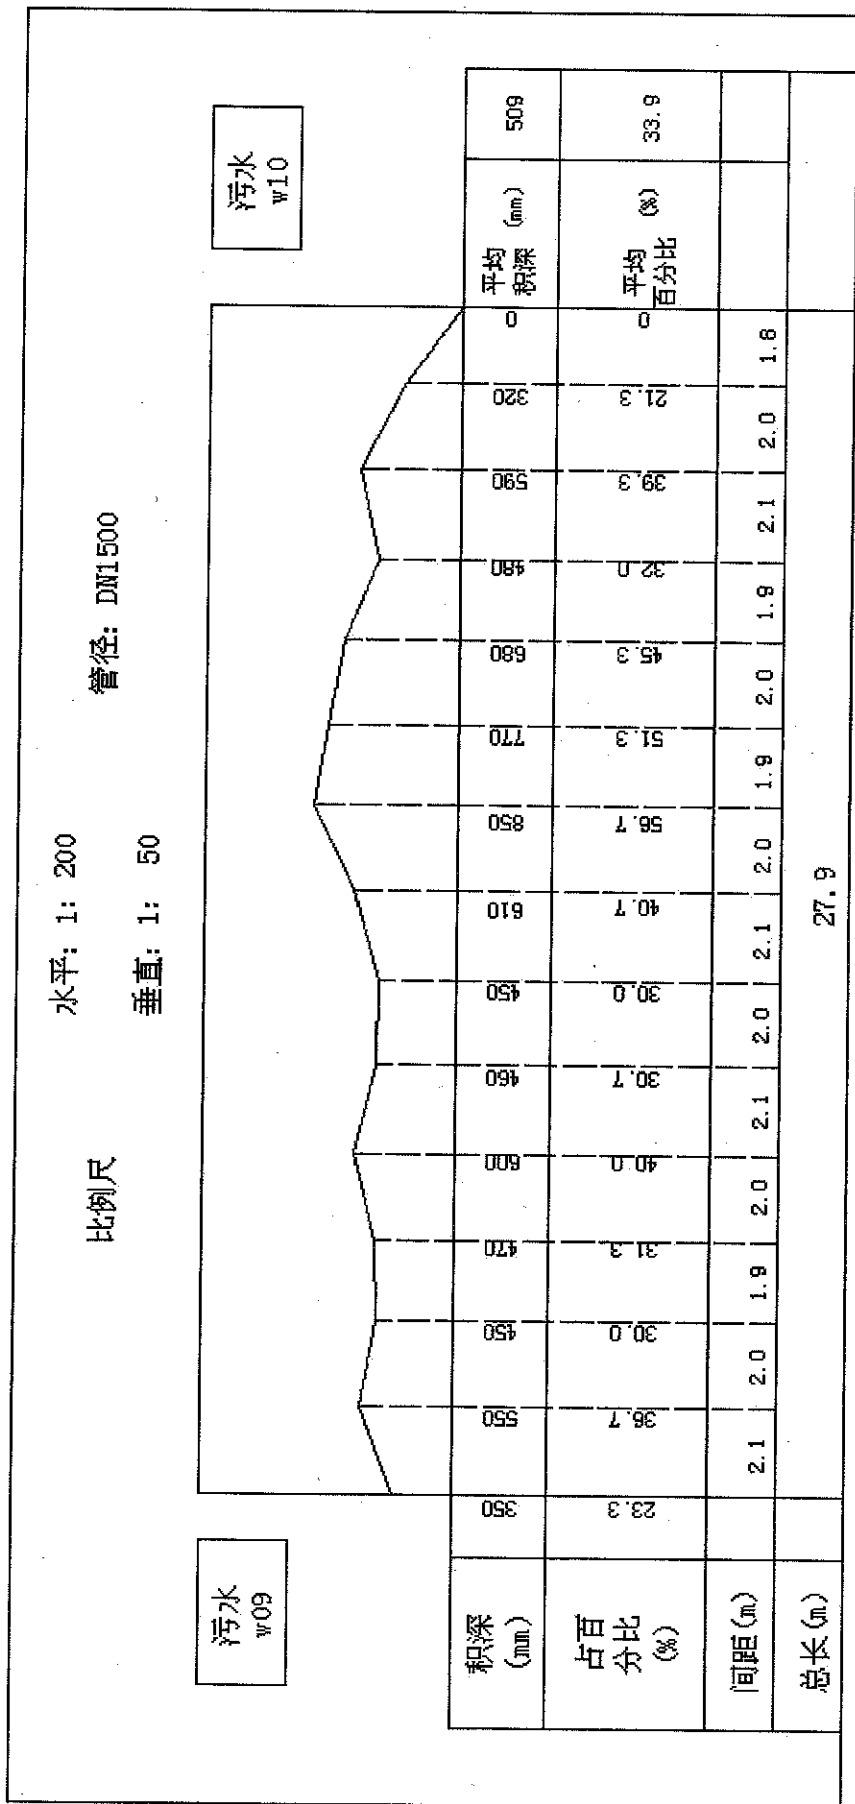 比例尺 水平: 1: 200 管径: DN1500
垂直: 1: 50
污水
w09
污水
w10
积深
(mm)
350 550 450 470 600 460 450 610 850 770 680 480 590 320 0
平均
积深 (mm)
509
占百
分比
(%)
23.3 36.7 30.0 31.3 40.0 30.7 30.0 40.7 56.7 51.3 45.3 32.0 39.3 21.3 0
平均
百分比 (%)
33.9
间距(m) 2.1 2.0 1.9 2.0 2.1 2.0 2.1 2.0 1.9 2.0 1.9 2.1 2.0 1.8
总长(m) 27.9